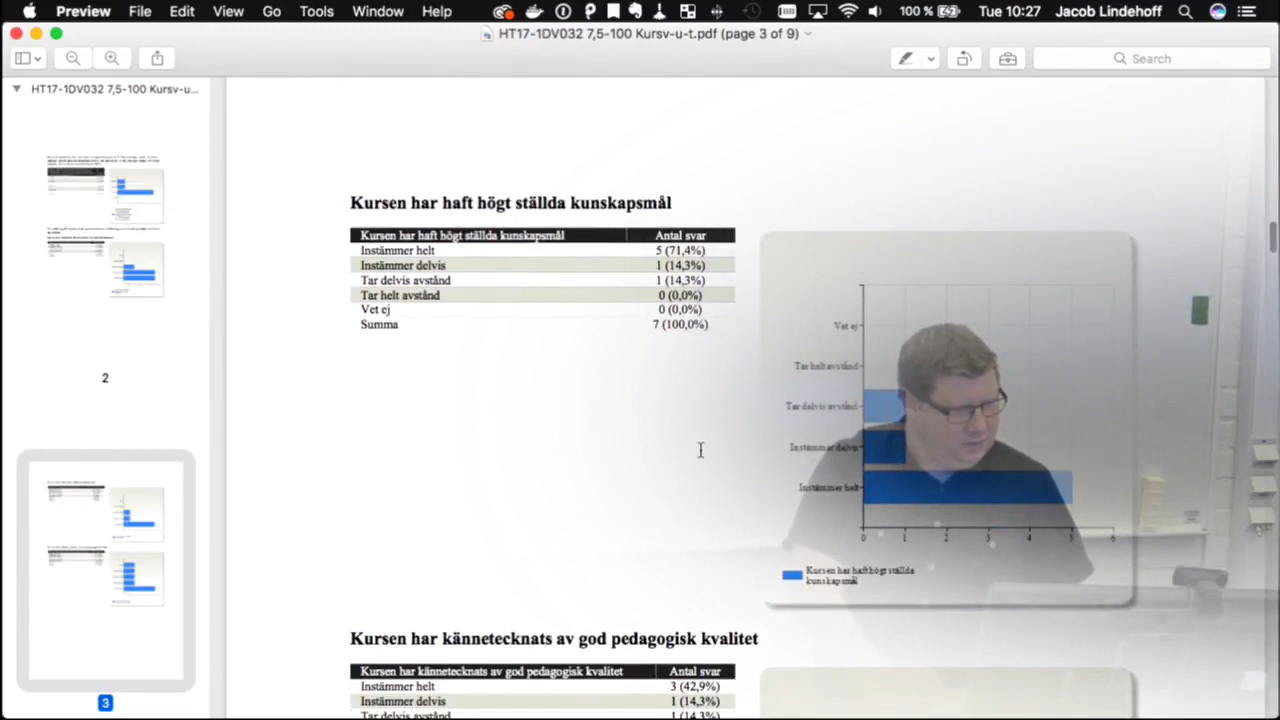 Preview File Edit View Go Tools Window Help 100 % Tue 10:27 Jacob Lindehoff
HT17-1DV032 7,5-100 Kursv-u-t.pdf (page 3 of 9)
Search
HT17-1DV032 7,5-100 Kursv-u...
2
3
Kursen har haft högt ställda kunskapsmål
Kursen har haft högt ställda kunskapsmål Antal svar
Instämmer helt 5 (71,4%)
Instämmer delvis 1 (14,3%)
Tar delvis avstånd 1 (14,3%)
Tar helt avstånd 0 (0,0%)
Vet ej 0 (0,0%)
Summa 7 (100,0%)
Vet ej
Tar helt avstånd
Tar delvis avstånd
Instämmer delvis
Instämmer helt
0 1 2 3 4 5 6
Kursen har haft högt ställda
kunskapsmål
Kursen har kännetecknats av god pedagogisk kvalitet
Kursen har kännetecknats av god pedagogisk kvalitet Antal svar
Instämmer helt 3 (42,9%)
Instämmer delvis 1 (14,3%)
Tar delvis avstånd 1 (14,3%)